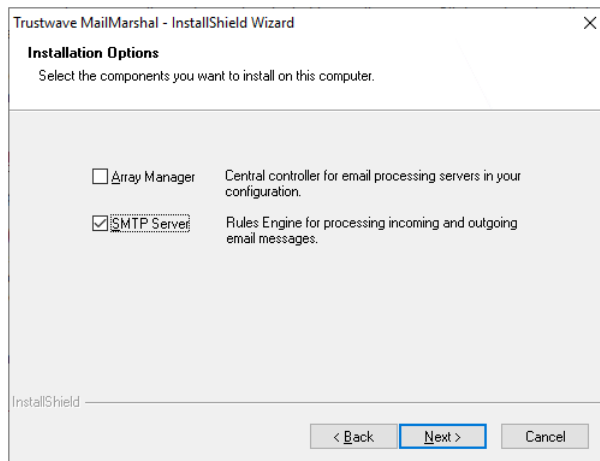 Trustwave MailMarshal - InstallShield Wizard
Installation Options
Select the components you want to install on this computer.
Array Manager
Central controller for email processing servers in your
configuration.
SMTP Server
Rules Engine for processing incoming and outgoing
email messages.
InstallShield
< Back
Next >
Cancel